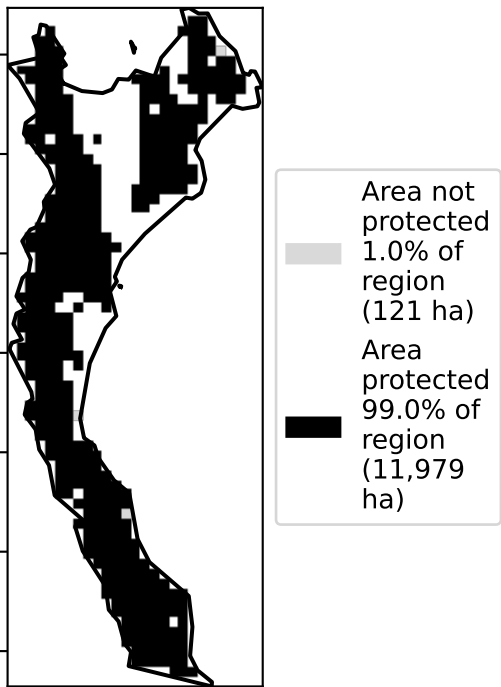 Area not
protected
1.0% of
region
(121 ha)
Area
protected
99.0% of
region
(11,979
ha)